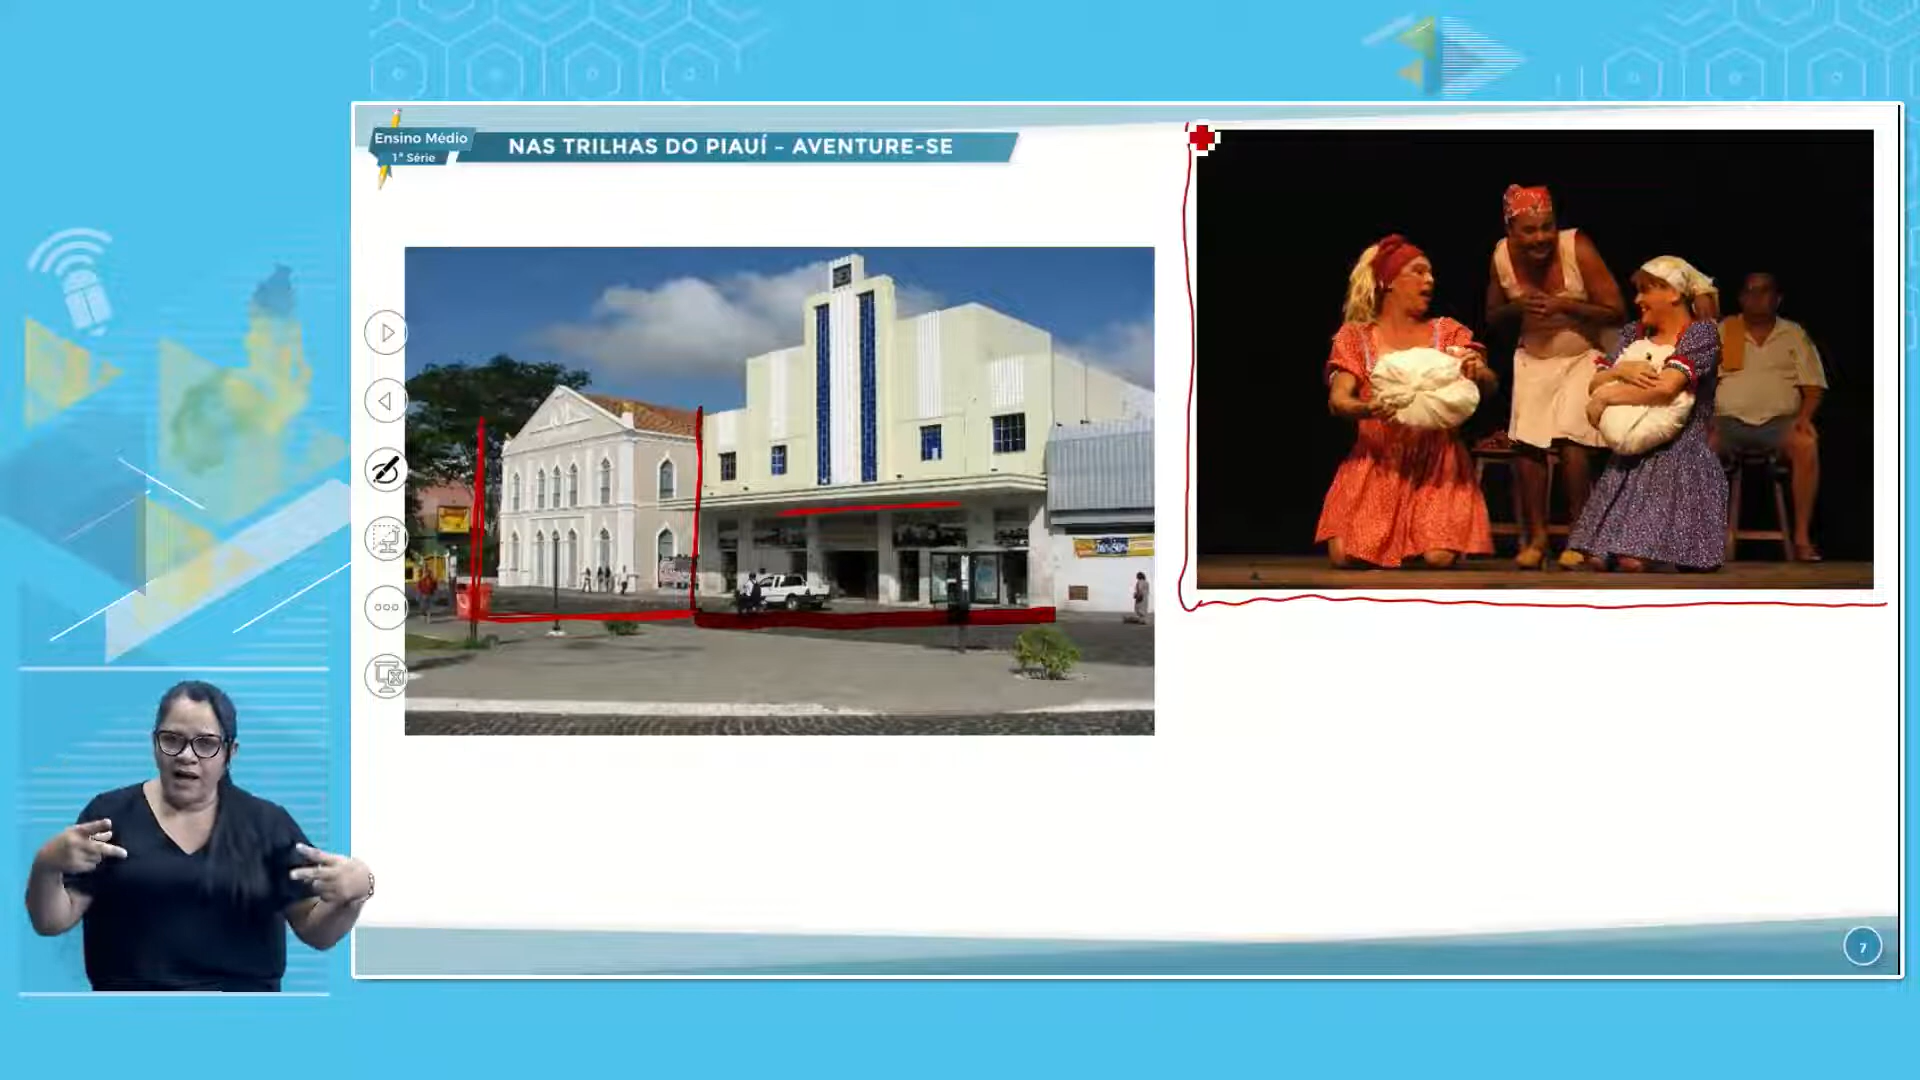 Ensino Médio
1ª Série
NAS TRILHAS DO PIAUÍ – AVENTURE-SE
7